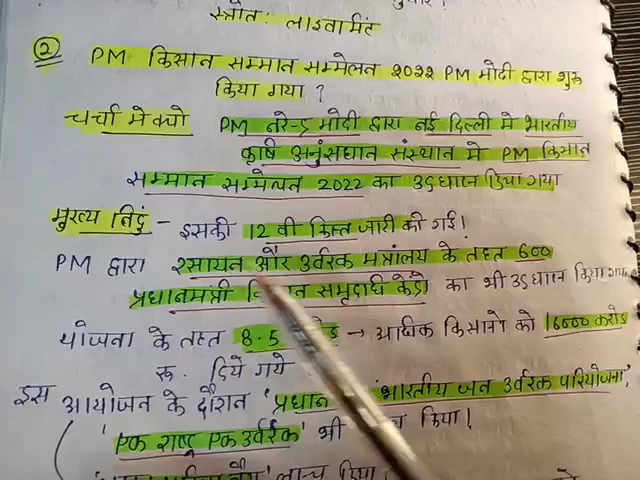 स्त्रोत: लाइवमिंट
② PM किसान सम्मान सम्मेलन 2022 PM मोदी द्वारा शुरू
किया गया ?
चर्चा मे क्यो PM नरेन्द्र मोदी द्वारा नई दिल्ली मे भारतीय
कृषि अनुंसधान संस्थान मे PM किसान
सम्मान सम्मेलन 2022 का उद्घाटन किया गया
मुख्य बिंदु - इसकी 12 वी किस्त जारी की गई!
PM द्वारा रसायन और उर्वरक मंत्रालय के तहत 600
प्रधानमंत्री समृद्धि केंद्रो का भी उद्घाटन किया गया
योजना के तहत 8.5 → आर्थिक किसानो को 16000 करोड़
रू. दिये गये
इस आयोजन के दौरान 'प्रधान भारतीय जन उर्वरक परियोजना'
'एक राष्ट्र एक उर्वरक' भी किया!
लान्च किया!